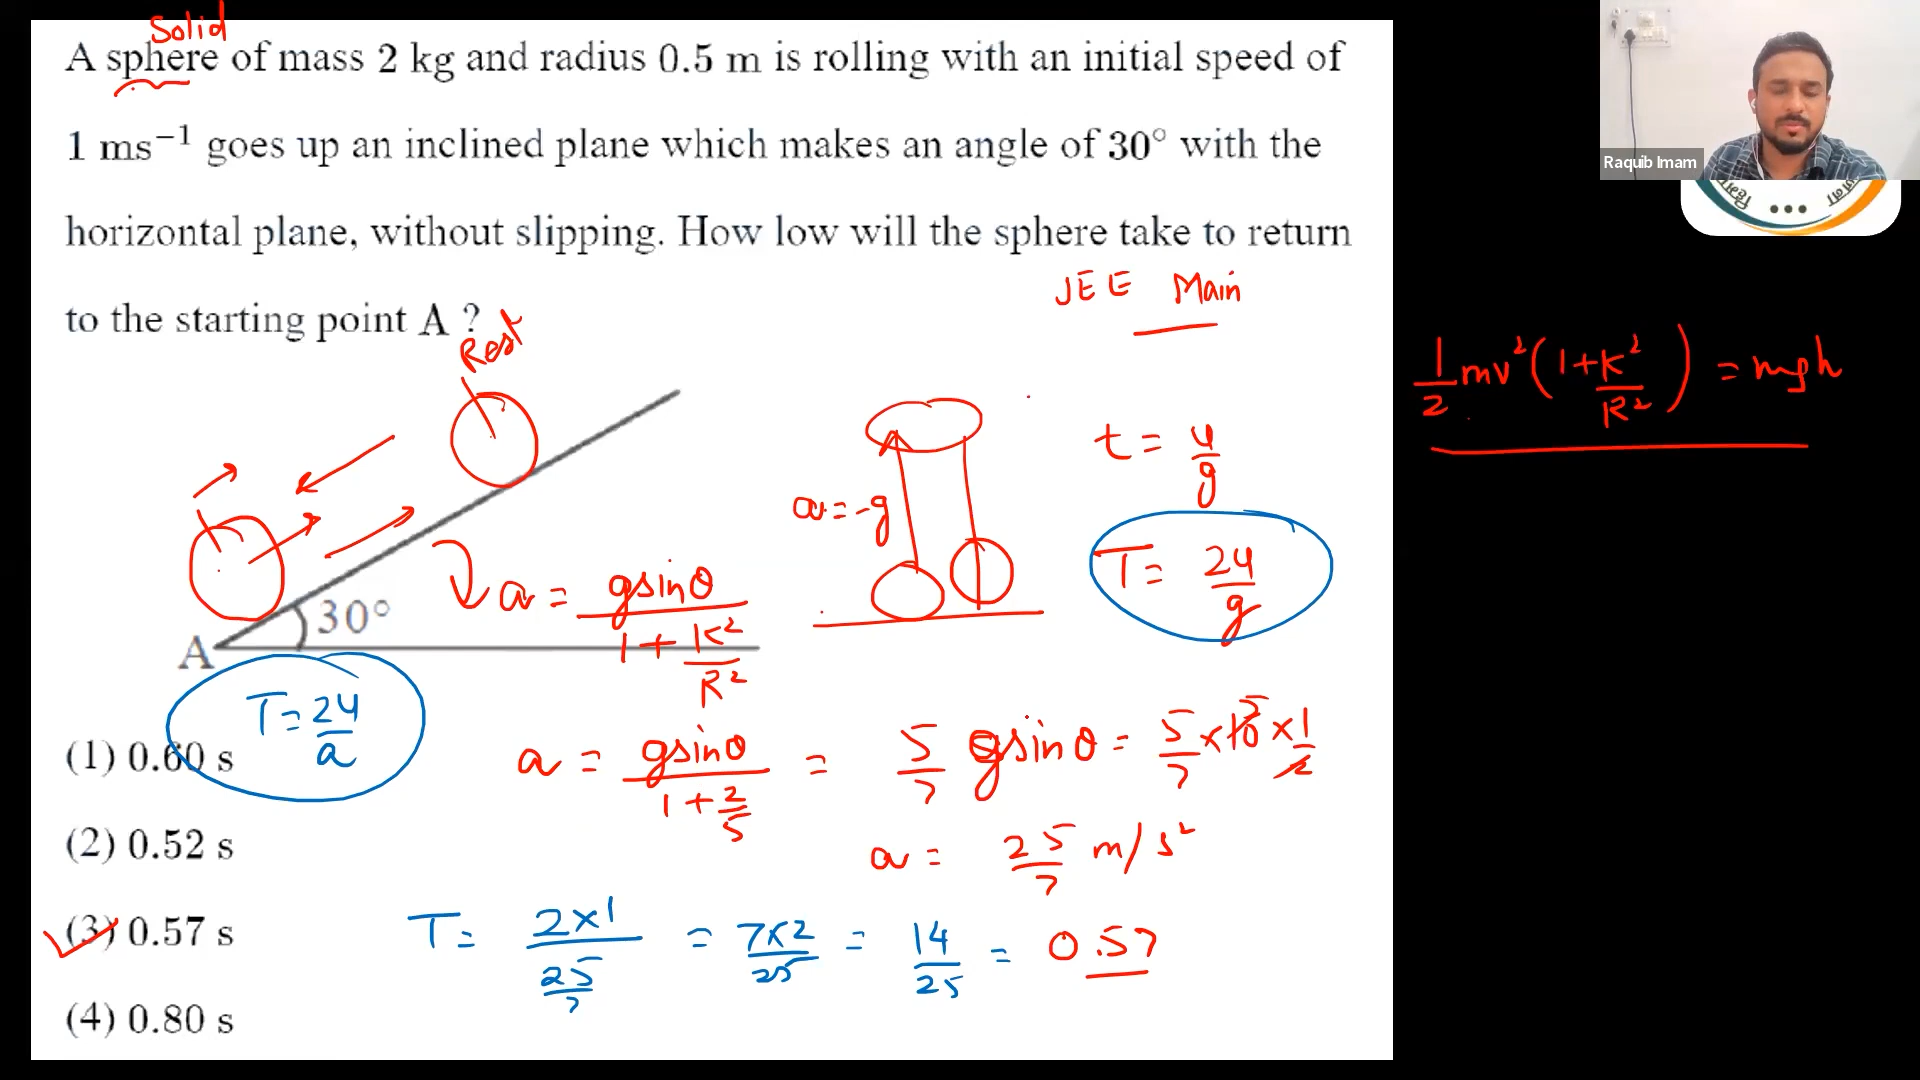 Solid
A sphere of mass 2 kg and radius 0.5 m is rolling with an initial speed of
1 ms⁻¹ goes up an inclined plane which makes an angle of 30° with the
horizontal plane, without slipping. How low will the sphere take to return
to the starting point A ?
JEE Main
Rest
Raquib Imam
1/2 mv² (1 + K²/R²) = mgh
a = -g
t = u/g
T = 2u/g
a = gsinθ / (1 + K²/R²)
30°
A
T = 2u/a
a = gsinθ / (1 + 2/5) = 5/7 gsinθ = 5/7 × 10 5 × 1/2
a = 25/7 m/s²
(1) 0.60 s
(2) 0.52 s
(3) 0.57 s
T = 2×1 / (25/7) = 7×2/25 = 14/25 = 0.57
(4) 0.80 s